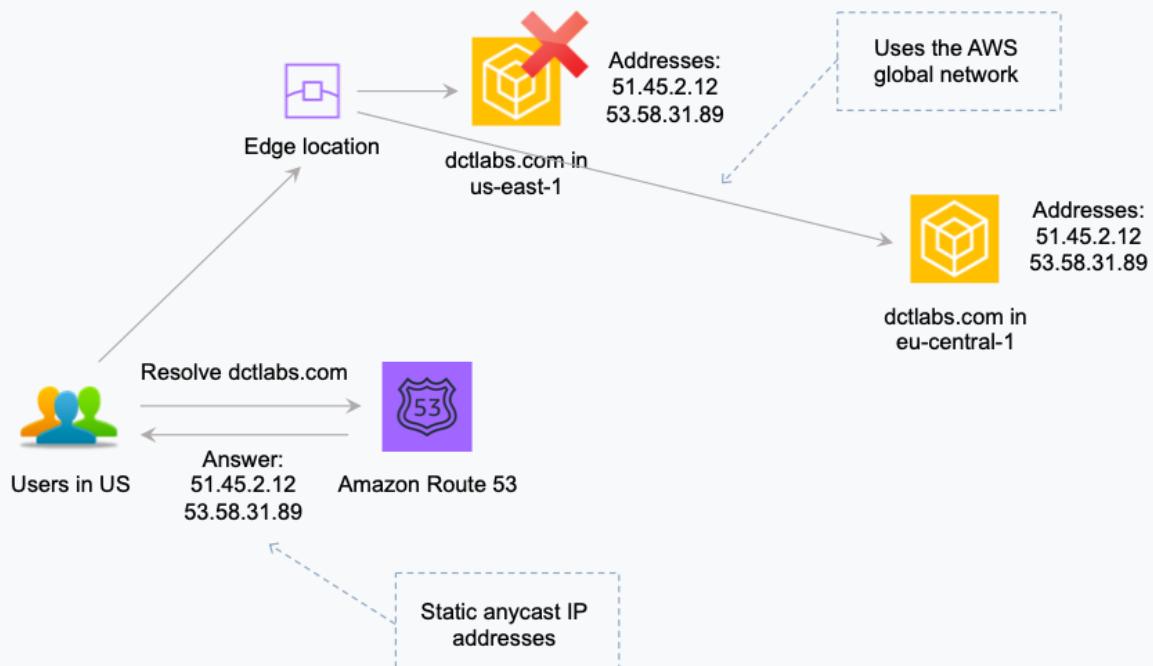 Uses the AWS
global network
Addresses:
51.45.2.12
53.58.31.89
Edge location
dctlabs.com in
us-east-1
Addresses:
51.45.2.12
53.58.31.89
dctlabs.com in
eu-central-1
Resolve dctlabs.com
53
Users in US
Answer:
51.45.2.12
53.58.31.89
Amazon Route 53
Static anycast IP
addresses